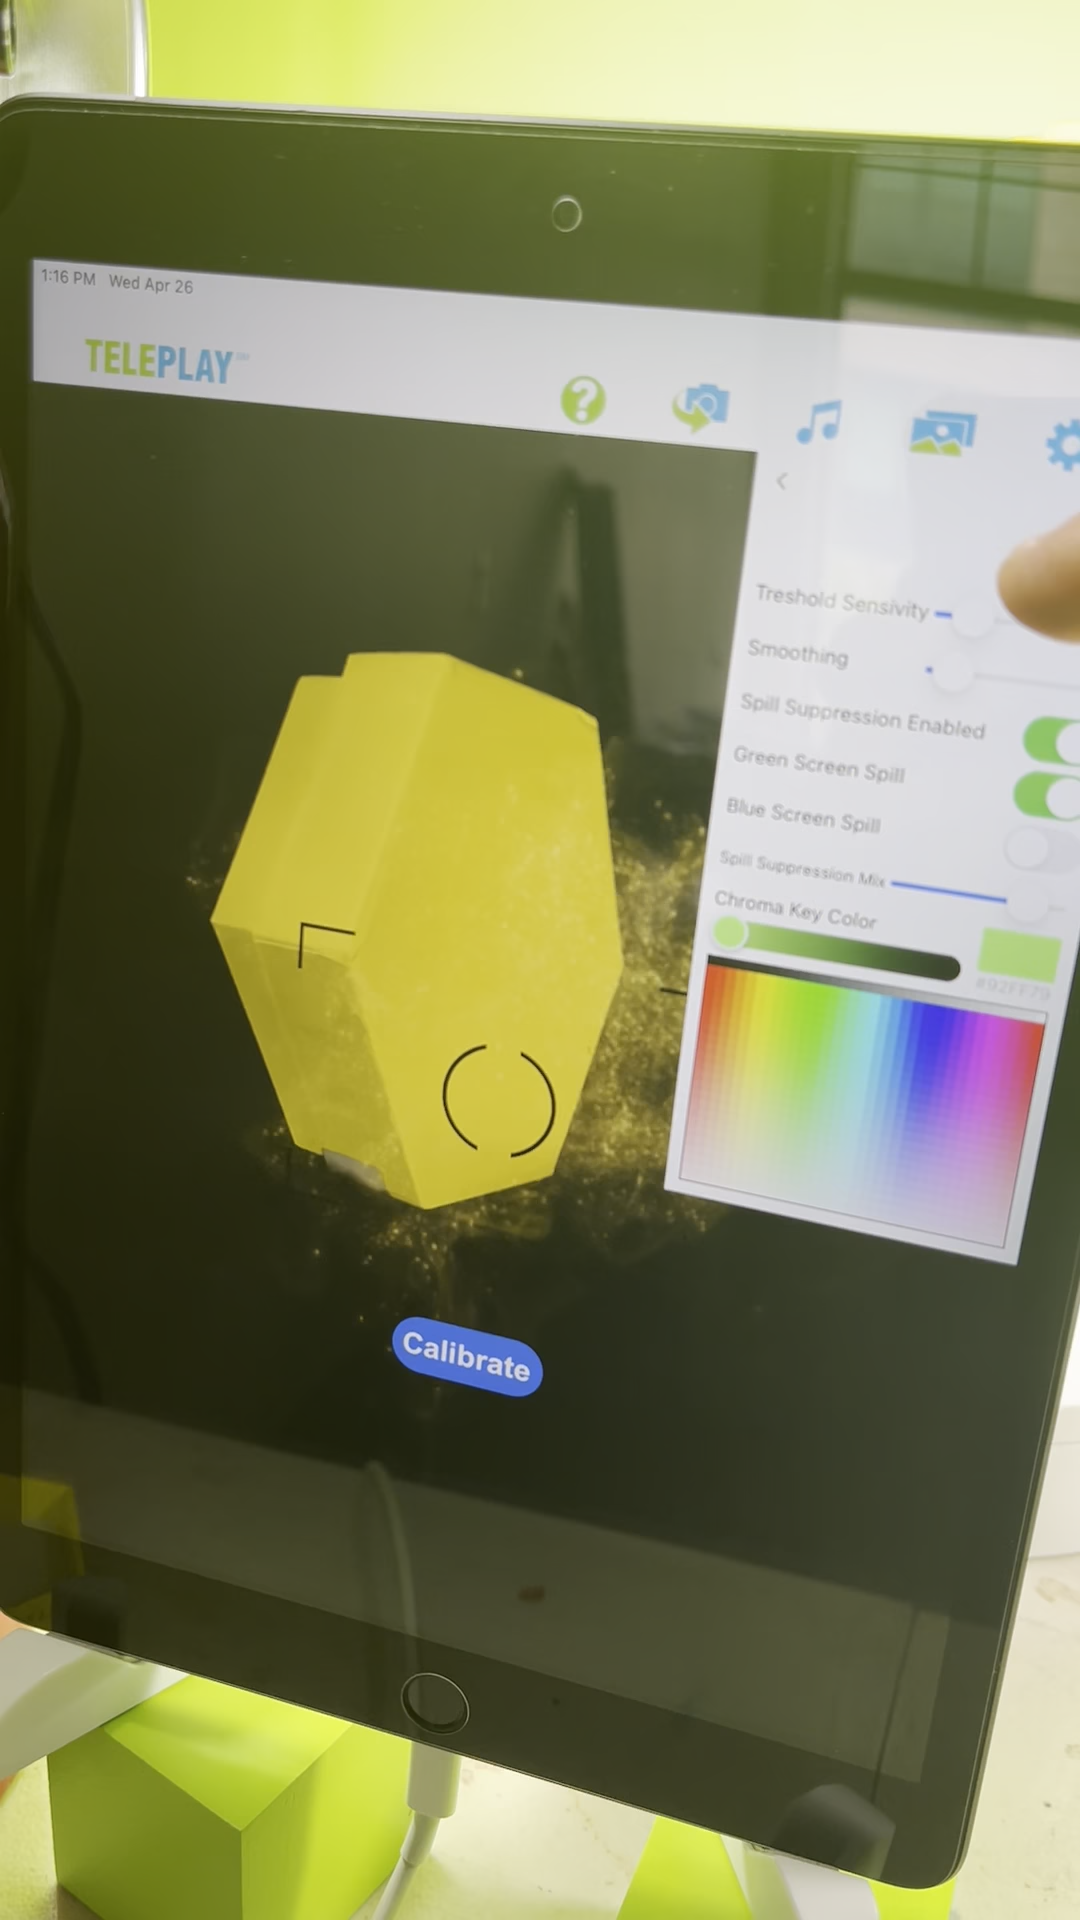 1:16 PM Wed Apr 26
TELEPLAY
Treshold Sensivity
Smoothing
Spill Suppression Enabled
Green Screen Spill
Blue Screen Spill
Spill Suppression Mix
Chroma Key Color
#92FF79
Calibrate